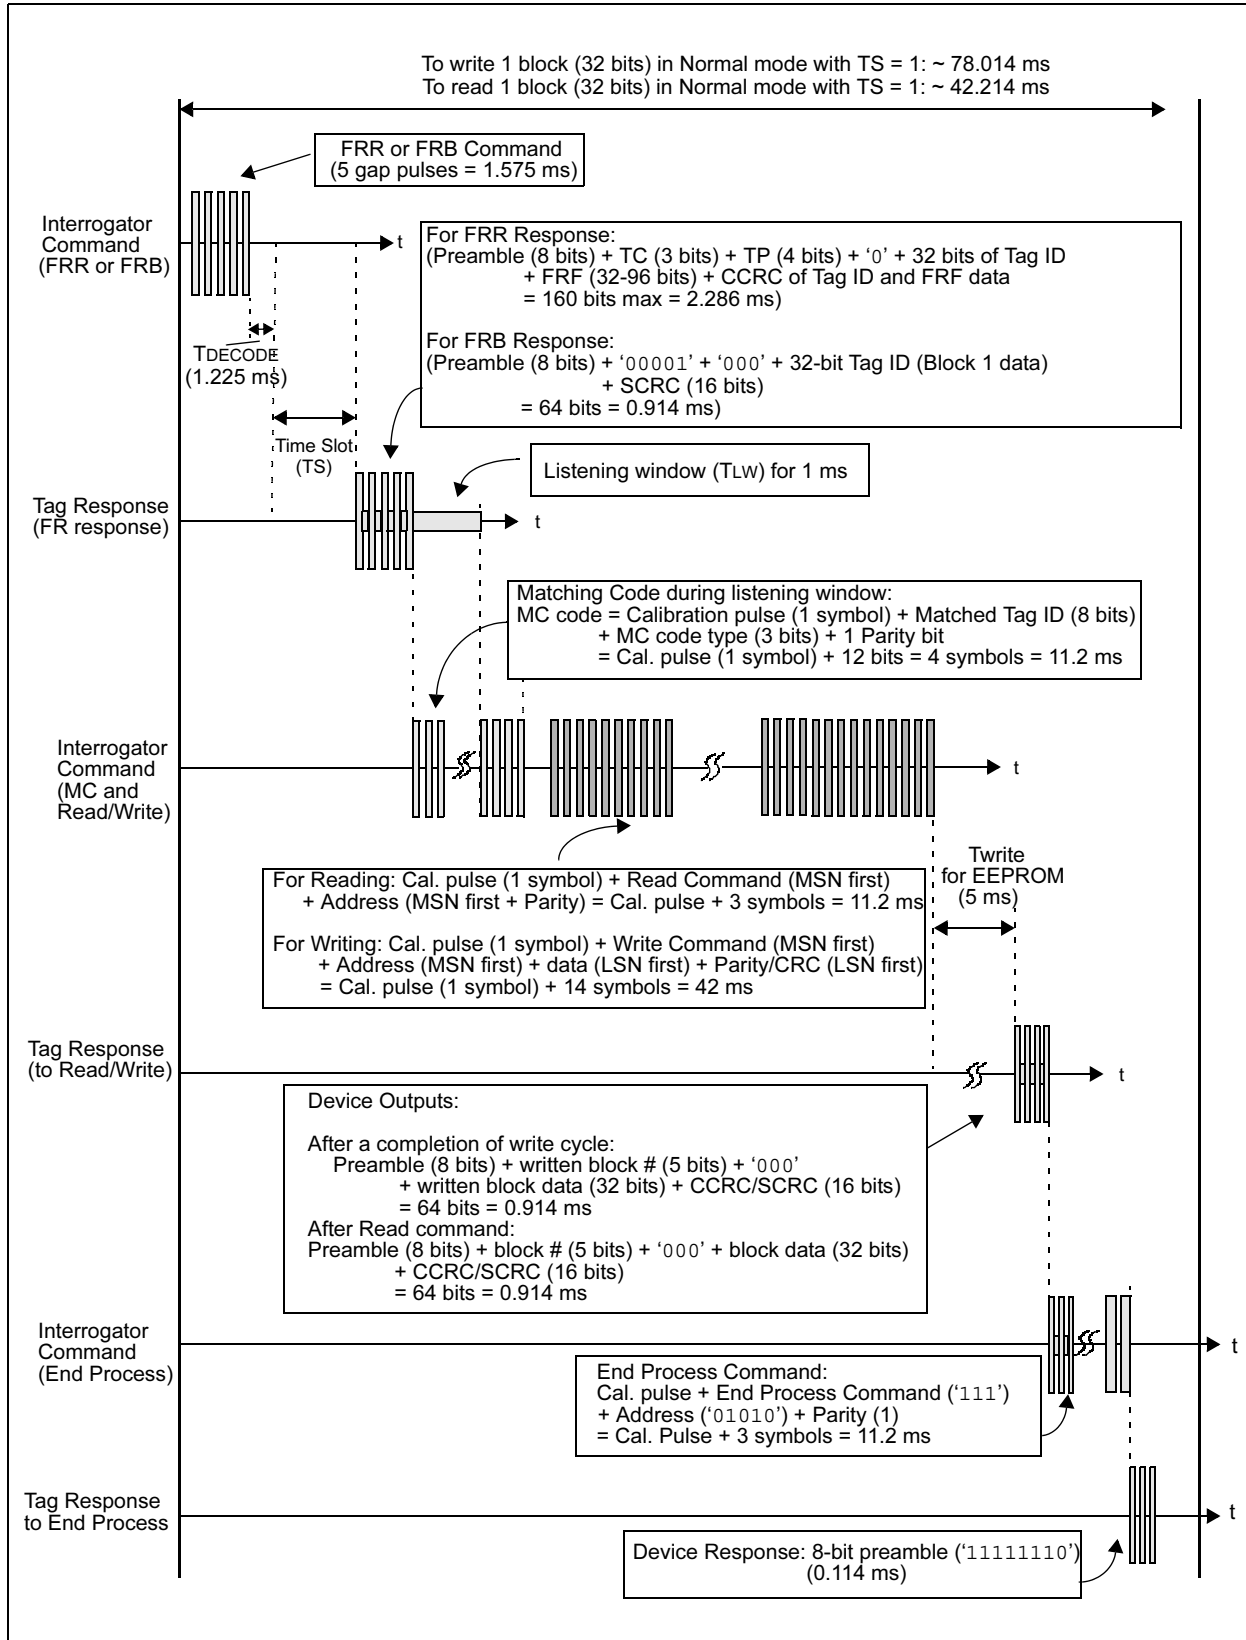 To write 1 block (32 bits) in Normal mode with TS = 1: ~ 78.014 ms
To read 1 block (32 bits) in Normal mode with TS = 1: ~ 42.214 ms
FRR or FRB Command
(5 gap pulses = 1.575 ms)
Interrogator
Command
(FRR or FRB)
t
For FRR Response:
(Preamble (8 bits) + TC (3 bits) + TP (4 bits) + ‘0’ + 32 bits of Tag ID
+ FRF (32-96 bits) + CCRC of Tag ID and FRF data
= 160 bits max = 2.286 ms)
For FRB Response:
(Preamble (8 bits) + ‘00001’ + ‘000’ + 32-bit Tag ID (Block 1 data)
+ SCRC (16 bits)
= 64 bits = 0.914 ms)
TDECODE
(1.225 ms)
Time Slot
(TS)
Listening window (TLW) for 1 ms
Tag Response
(FR response)
t
Matching Code during listening window:
MC code = Calibration pulse (1 symbol) + Matched Tag ID (8 bits)
+ MC code type (3 bits) + 1 Parity bit
= Cal. pulse (1 symbol) + 12 bits = 4 symbols = 11.2 ms
Interrogator
Command
(MC and
Read/Write)
t
Twrite
for EEPROM
(5 ms)
For Reading: Cal. pulse (1 symbol) + Read Command (MSN first)
+ Address (MSN first + Parity) = Cal. pulse + 3 symbols = 11.2 ms
For Writing: Cal. pulse (1 symbol) + Write Command (MSN first)
+ Address (MSN first) + data (LSN first) + Parity/CRC (LSN first)
= Cal. pulse (1 symbol) + 14 symbols = 42 ms
Tag Response
(to Read/Write)
t
Device Outputs:
After a completion of write cycle:
Preamble (8 bits) + written block # (5 bits) + ‘000’
+ written block data (32 bits) + CCRC/SCRC (16 bits)
= 64 bits = 0.914 ms
After Read command:
Preamble (8 bits) + block # (5 bits) + ‘000’ + block data (32 bits)
+ CCRC/SCRC (16 bits)
= 64 bits = 0.914 ms
Interrogator
Command
(End Process)
t
End Process Command:
Cal. pulse + End Process Command (‘111’)
+ Address (‘01010’) + Parity (1)
= Cal. Pulse + 3 symbols = 11.2 ms
Tag Response
to End Process
t
Device Response: 8-bit preamble (‘11111110’)
(0.114 ms)